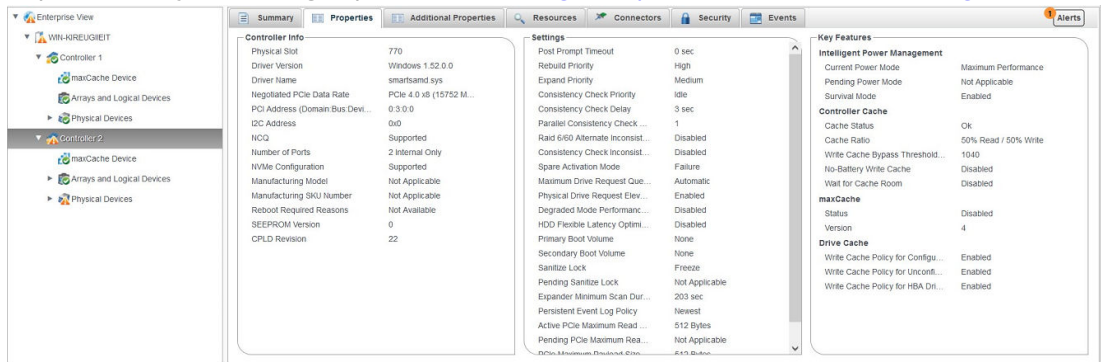 Enterprise View
WIN-KIREUGIIEIT
Controller 1
maxCache Device
Arrays and Logical Devices
Physical Devices
Controller 2
maxCache Device
Arrays and Logical Devices
Physical Devices
Summary Properties Additional Properties Resources Connectors Security Events
1
Alerts
Controller Info
Physical Slot 770
Driver Version Windows 1.52.0.0
Driver Name smartsamd.sys
Negotiated PCIe Data Rate PCIe 4.0 x8 (15752 M...
PCI Address (Domain:Bus:Devi... 0:3:0:0
I2C Address 0x0
NCQ Supported
Number of Ports 2 Internal Only
NVMe Configuration Supported
Manufacturing Model Not Applicable
Manufacturing SKU Number Not Applicable
Reboot Required Reasons Not Available
SEEPROM Version 0
CPLD Revision 22
Settings
Post Prompt Timeout 0 sec
Rebuild Priority High
Expand Priority Medium
Consistency Check Priority Idle
Consistency Check Delay 3 sec
Parallel Consistency Check ... 1
Raid 6/60 Alternate Inconsist... Disabled
Consistency Check Inconsist... Disabled
Spare Activation Mode Failure
Maximum Drive Request Que... Automatic
Physical Drive Request Elev... Enabled
Degraded Mode Performanc... Disabled
HDD Flexible Latency Optimi... Disabled
Primary Boot Volume None
Secondary Boot Volume None
Sanitize Lock Freeze
Pending Sanitize Lock Not Applicable
Expander Minimum Scan Dur... 203 sec
Persistent Event Log Policy Newest
Active PCIe Maximum Read ... 512 Bytes
Pending PCIe Maximum Rea... Not Applicable
PCIe Maximum Payload Size 512 Bytes
Key Features
Intelligent Power Management
Current Power Mode Maximum Performance
Pending Power Mode Not Applicable
Survival Mode Enabled
Controller Cache
Cache Status Ok
Cache Ratio 50% Read / 50% Write
Write Cache Bypass Threshold... 1040
No-Battery Write Cache Disabled
Wait for Cache Room Disabled
maxCache
Status Disabled
Version 4
Drive Cache
Write Cache Policy for Configu... Enabled
Write Cache Policy for Unconfi... Enabled
Write Cache Policy for HBA Dri... Enabled